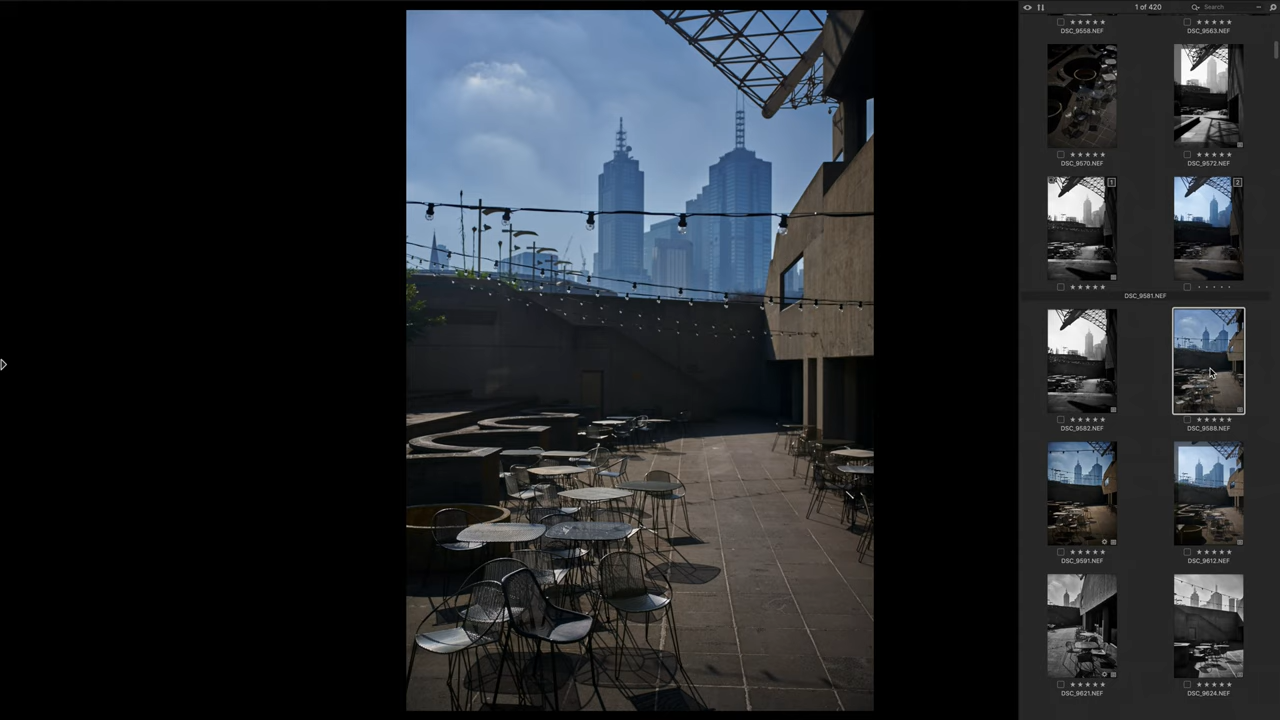 1 of 420
Search
DSC_9558.NEF
DSC_9563.NEF
DSC_9570.NEF
DSC_9572.NEF
1
2
DSC_9581.NEF
DSC_9582.NEF
DSC_9588.NEF
DSC_9591.NEF
DSC_9612.NEF
DSC_9621.NEF
DSC_9624.NEF